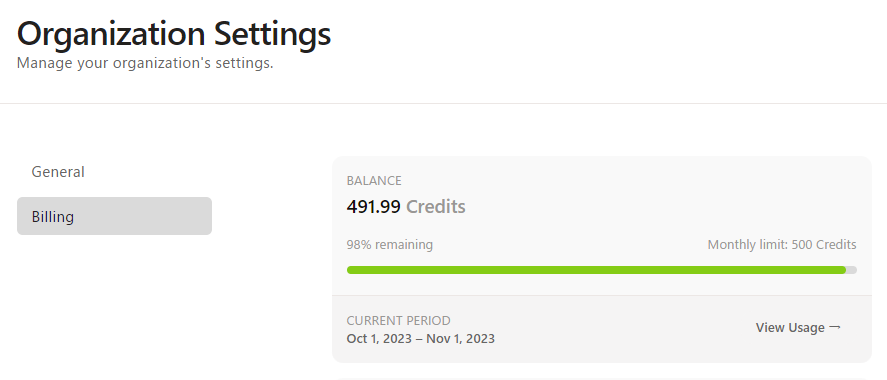 Organization Settings
Manage your organization's settings.
General
Billing
BALANCE
491.99 Credits
98% remaining
Monthly limit: 500 Credits
CURRENT PERIOD
Oct 1, 2023 – Nov 1, 2023
View Usage →